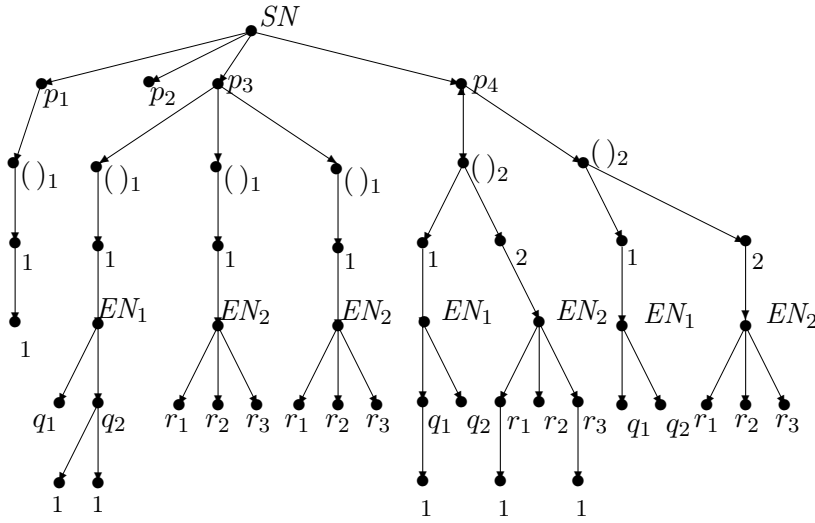 SN
p₁ p₂ p₃ p₄
( )₁ ( )₁ ( )₁ ( )₁ ( )₂ ( )₂
1 1 1 1 1 2 1 2
1 EN₁ EN₂ EN₂ EN₁ EN₂ EN₁ EN₂
q₁ q₂ r₁ r₂ r₃ r₁ r₂ r₃ q₁ q₂ r₁ r₂ r₃ q₁ q₂ r₁ r₂ r₃
1 1 1 1 1